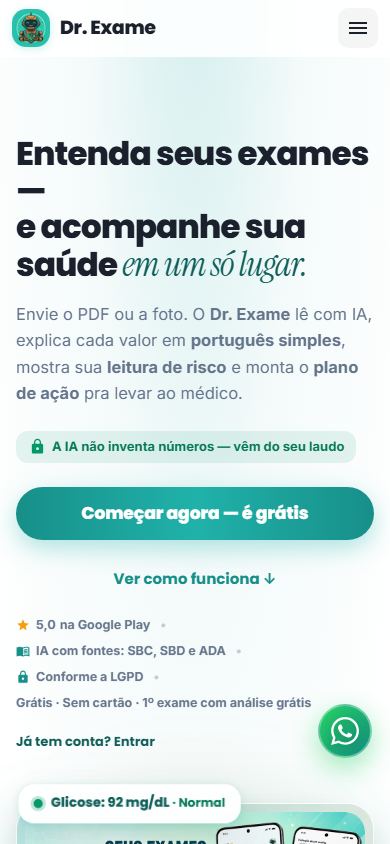 Dr. Exame
Entenda seus exames
—
e acompanhe sua
saúde em um só lugar.
Envie o PDF ou a foto. O Dr. Exame lê com IA,
explica cada valor em português simples,
mostra sua leitura de risco e monta o plano
de ação pra levar ao médico.
A IA não inventa números — vêm do seu laudo
Começar agora — é grátis
Ver como funciona ↓
5,0 na Google Play •
IA com fontes: SBC, SBD e ADA •
Conforme a LGPD •
Grátis · Sem cartão · 1º exame com análise grátis
Já tem conta? Entrar
Glicose: 92 mg/dL · Normal
SEUS EXAMES